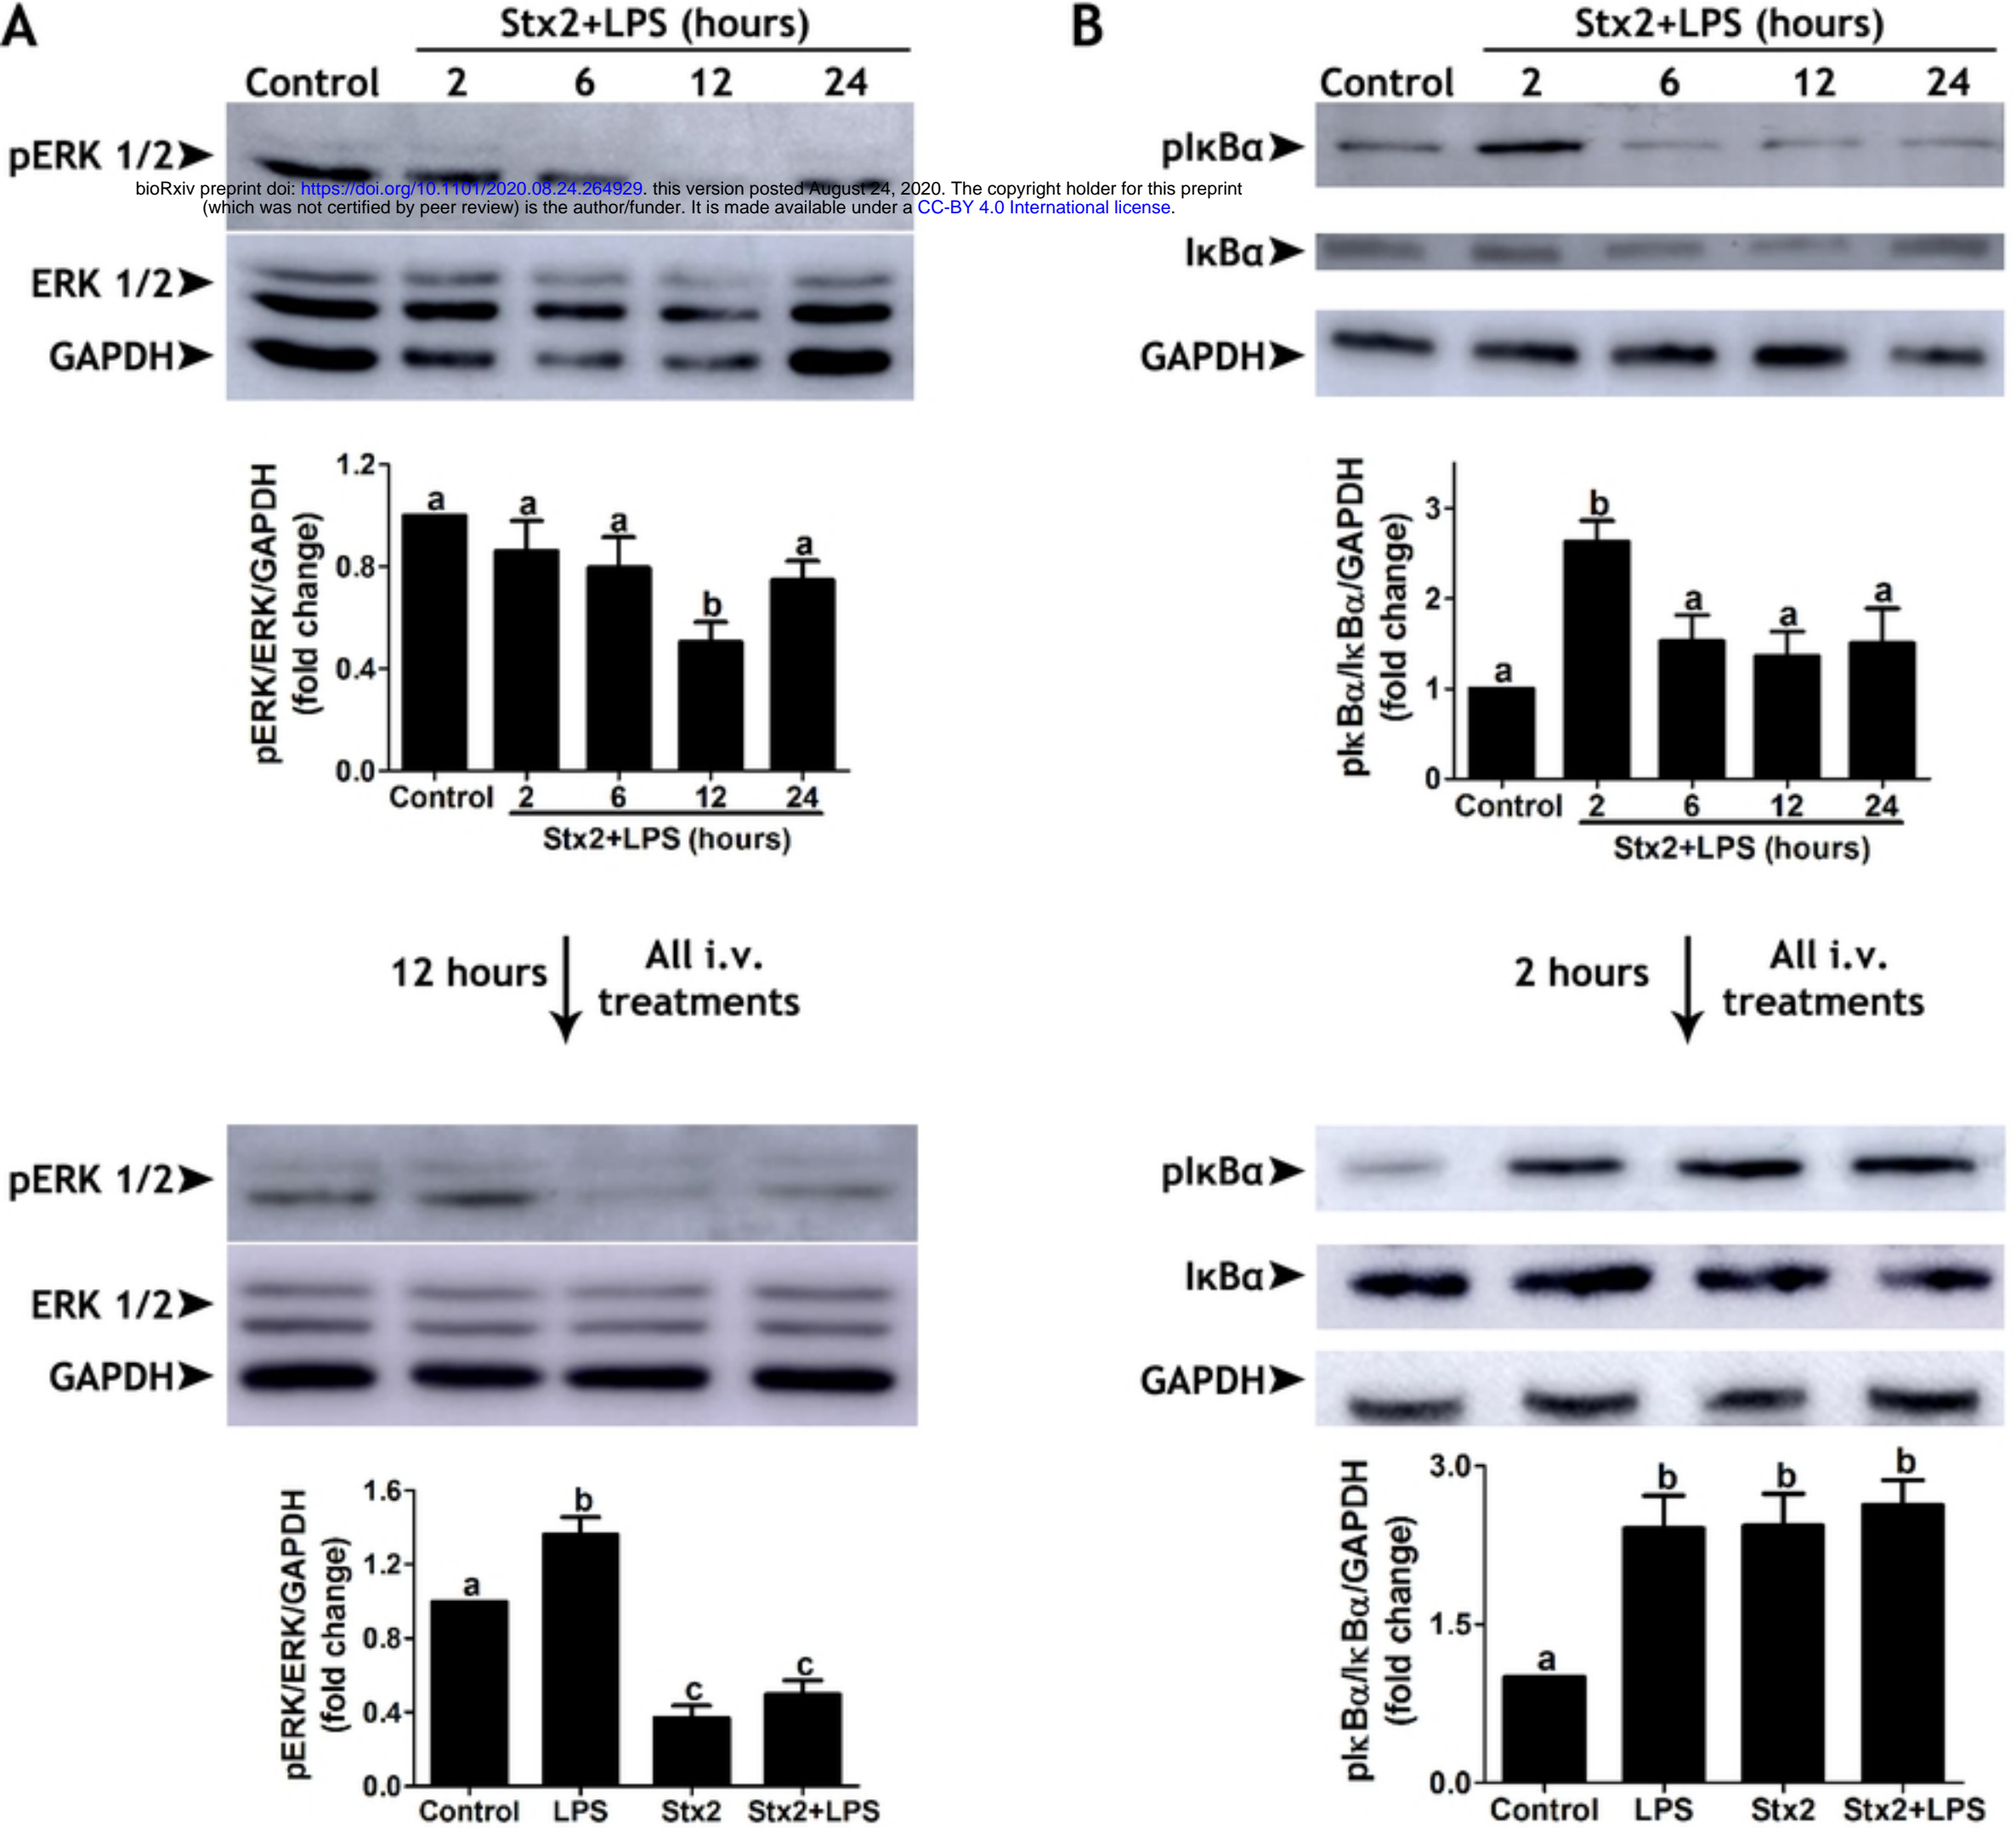 A
Stx2+LPS (hours)
Control 2 6 12 24
pERK 1/2
bioRxiv preprint doi: https://doi.org/10.1101/2020.08.24.264929. this version posted August 24, 2020. The copyright holder for this preprint
(which was not certified by peer review) is the author/funder. It is made available under a CC-BY 4.0 International license.
ERK 1/2
GAPDH
pERK/ERK/GAPDH
(fold change)
1.2
0.8
0.4
0.0
a a a b a
Control 2 6 12 24
Stx2+LPS (hours)
12 hours
All i.v.
treatments
pERK 1/2
ERK 1/2
GAPDH
pERK/ERK/GAPDH
(fold change)
1.6
1.2
0.8
0.4
0.0
a b c c
Control LPS Stx2 Stx2+LPS
B
Stx2+LPS (hours)
Control 2 6 12 24
pIκBα
IκBα
GAPDH
pIκBα/IκBα/GAPDH
(fold change)
3
2
1
0
a b a a a
Control 2 6 12 24
Stx2+LPS (hours)
2 hours
All i.v.
treatments
pIκBα
IκBα
GAPDH
pIκBα/IκBα/GAPDH
(fold change)
3.0
1.5
0.0
a b b b
Control LPS Stx2 Stx2+LPS